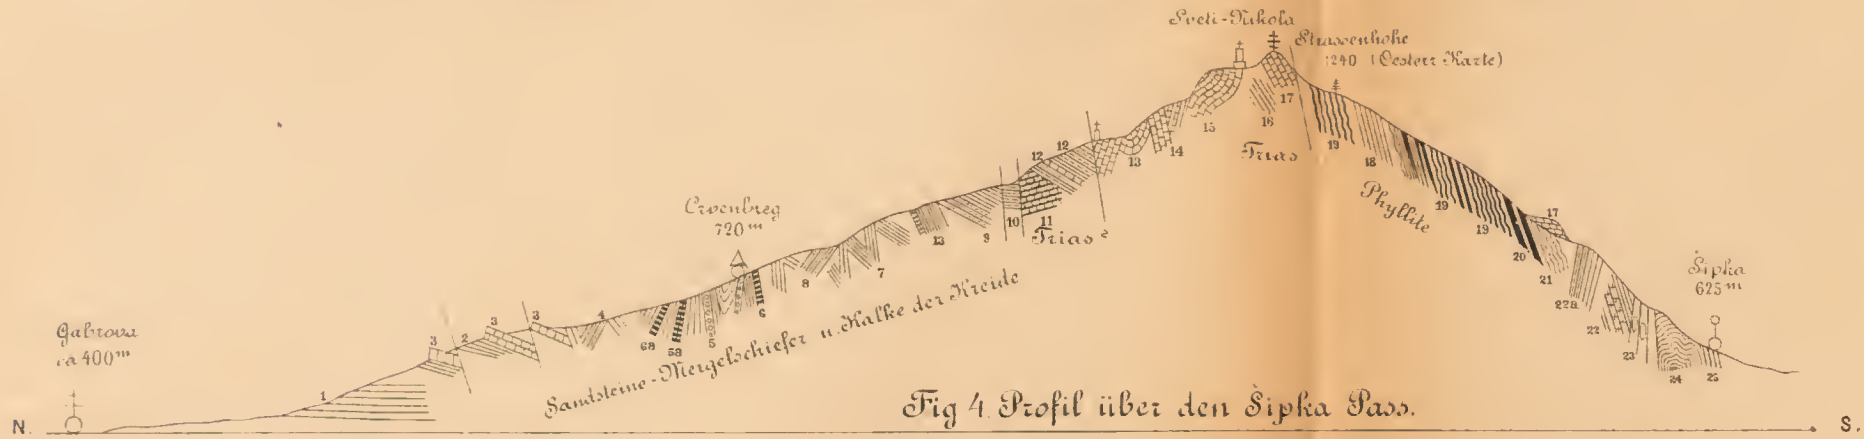 Sveti-Nikola
Strassenhöhe
1240 (Oesterr. Karte)
17
16
15
Trias
19
18
12
12
13
14
Phyllite
19
19
17
20
21
22a
22
23
24
25
Crvenbreg
720 m
10
11
Trias?
9
13
7
8
6
Šipka
625 m
3
3
3
2
4
6a
5a
5
Gabrova
ca 400 m
1
Sandsteine-Mergelschiefer u. Kalke der Kreide
Fig 4. Profil über den Šipka Pass.
N.
S.